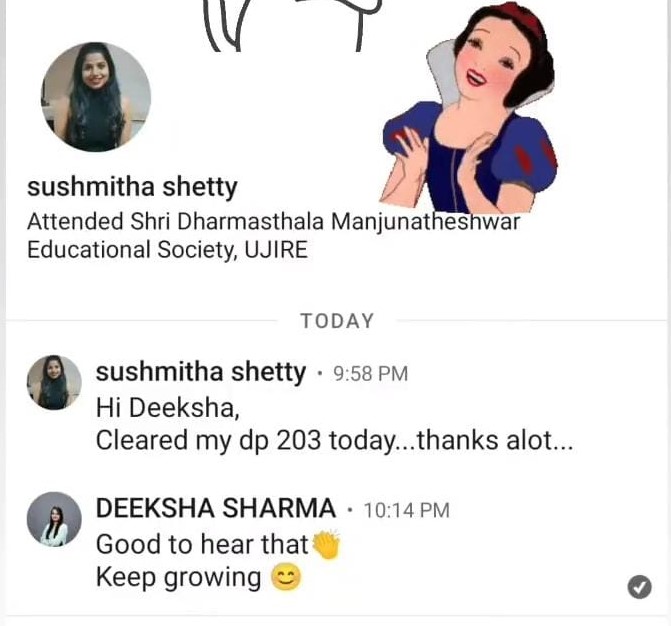 sushmitha shetty
Attended Shri Dharmasthala Manjunatheshwar
Educational Society, UJIRE
TODAY
sushmitha shetty · 9:58 PM
Hi Deeksha,
Cleared my dp 203 today...thanks alot...
DEEKSHA SHARMA · 10:14 PM
Good to hear that👏
Keep growing 😊